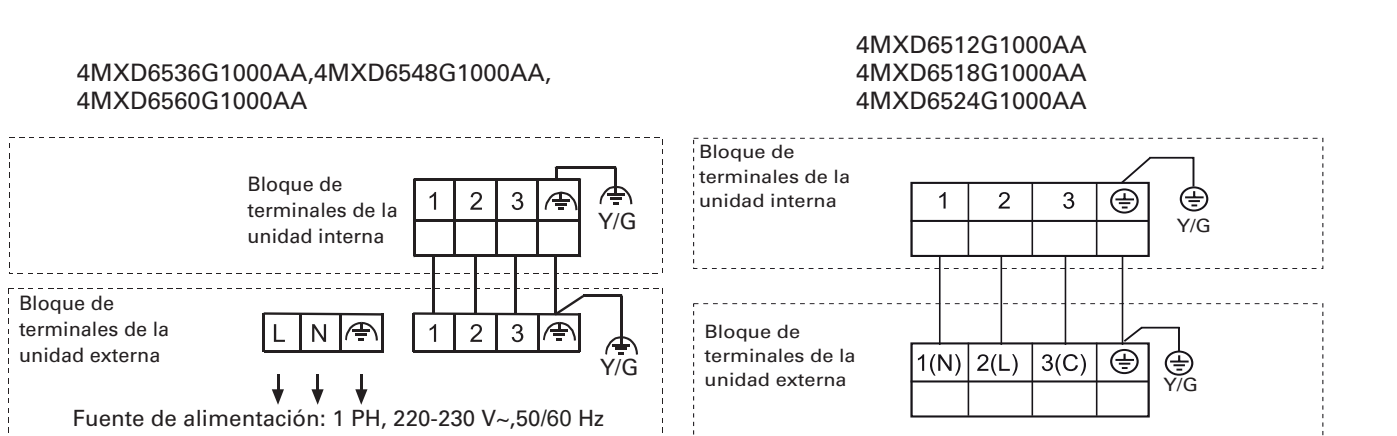 4MXD6536G1000AA,4MXD6548G1000AA,
4MXD6560G1000AA
Bloque de
terminales de la
unidad interna
1 2 3
Y/G
Bloque de
terminales de la
unidad externa
L N
1 2 3
Y/G
Fuente de alimentación: 1 PH, 220-230 V~,50/60 Hz
4MXD6512G1000AA
4MXD6518G1000AA
4MXD6524G1000AA
Bloque de
terminales de la
unidad interna
1 2 3
Y/G
Bloque de
terminales de la
unidad externa
1(N) 2(L) 3(C)
Y/G